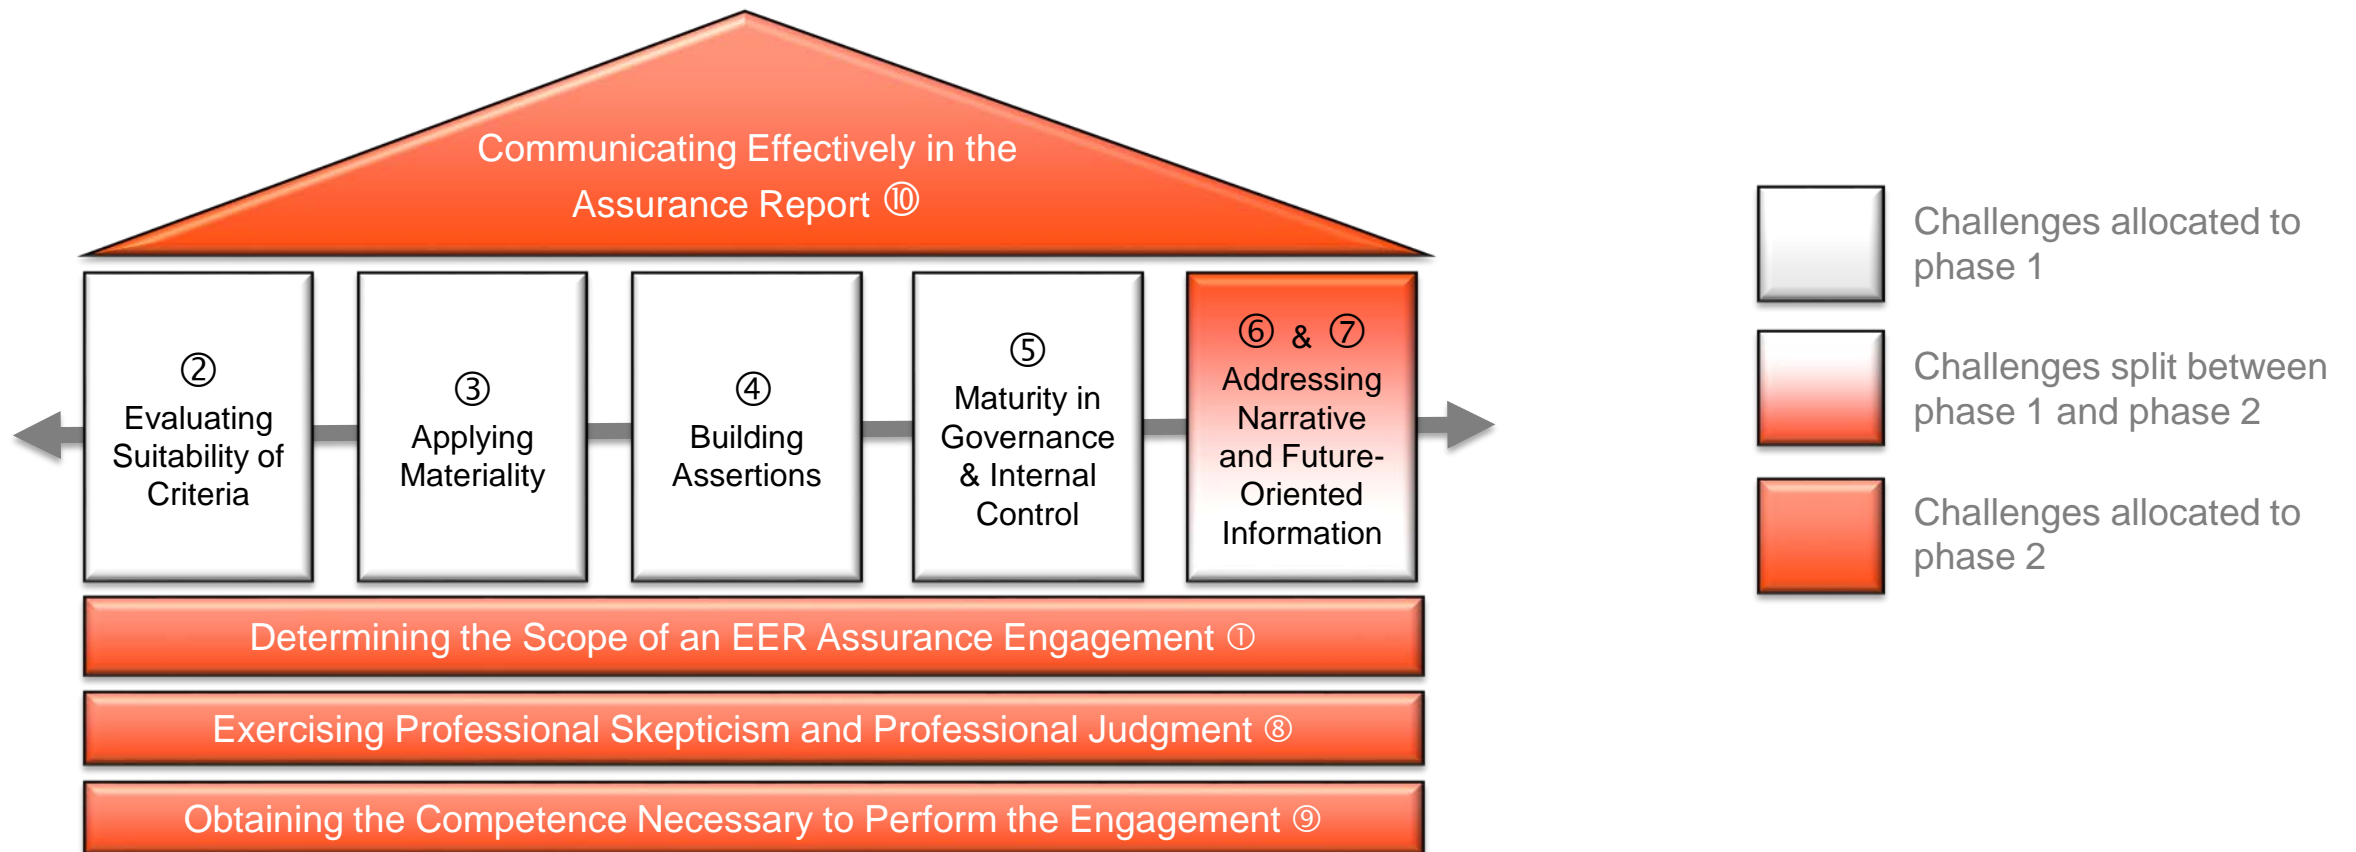 Communicating Effectively in the
Assurance Report ⑩
②
Evaluating
Suitability of
Criteria
③
Applying
Materiality
④
Building
Assertions
⑤
Maturity in
Governance
& Internal
Control
⑥ & ⑦
Addressing
Narrative
and Future-
Oriented
Information
Determining the Scope of an EER Assurance Engagement ①
Exercising Professional Skepticism and Professional Judgment ⑧
Obtaining the Competence Necessary to Perform the Engagement ⑨
Challenges allocated to
phase 1
Challenges split between
phase 1 and phase 2
Challenges allocated to
phase 2